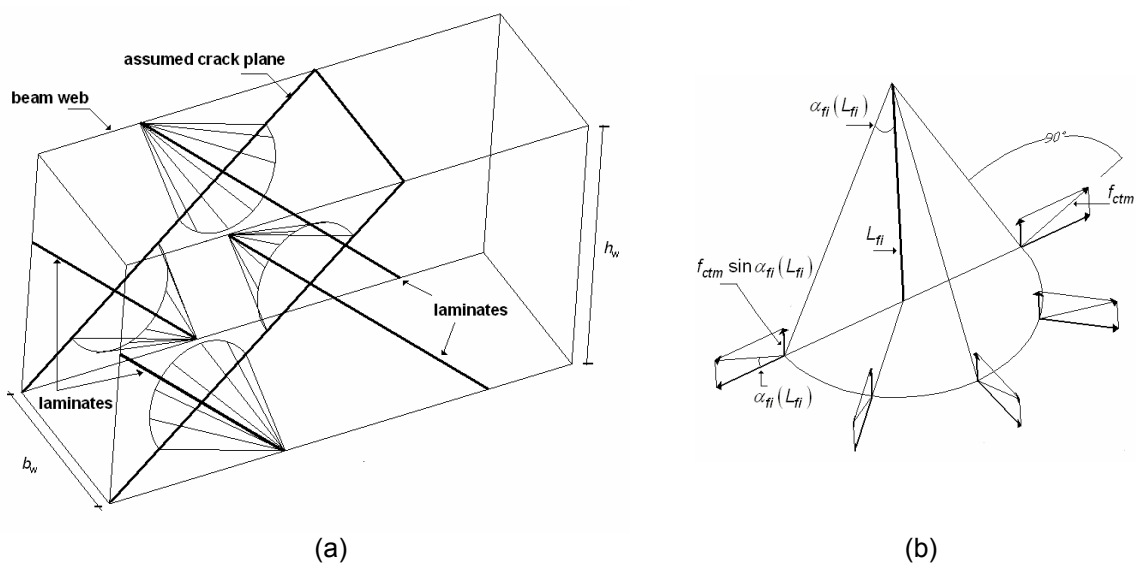 assumed crack plane
beam web
h_w
laminates
laminates
b_w
(a)
α_fi(L_fi)
90°
f_ctm
L_fi
f_ctm sin α_fi(L_fi)
α_fi(L_fi)
(b)